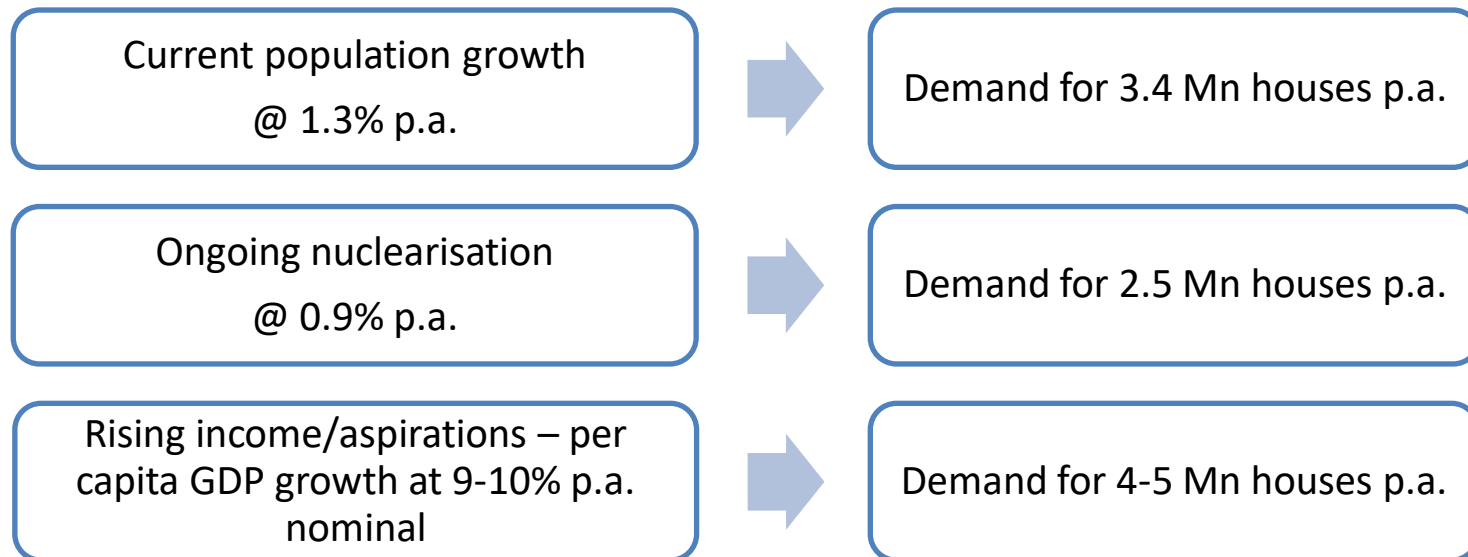 Current population growth
@ 1.3% p.a.
Demand for 3.4 Mn houses p.a.
Ongoing nuclearisation
@ 0.9% p.a.
Demand for 2.5 Mn houses p.a.
Rising income/aspirations – per
capita GDP growth at 9-10% p.a.
nominal
Demand for 4-5 Mn houses p.a.